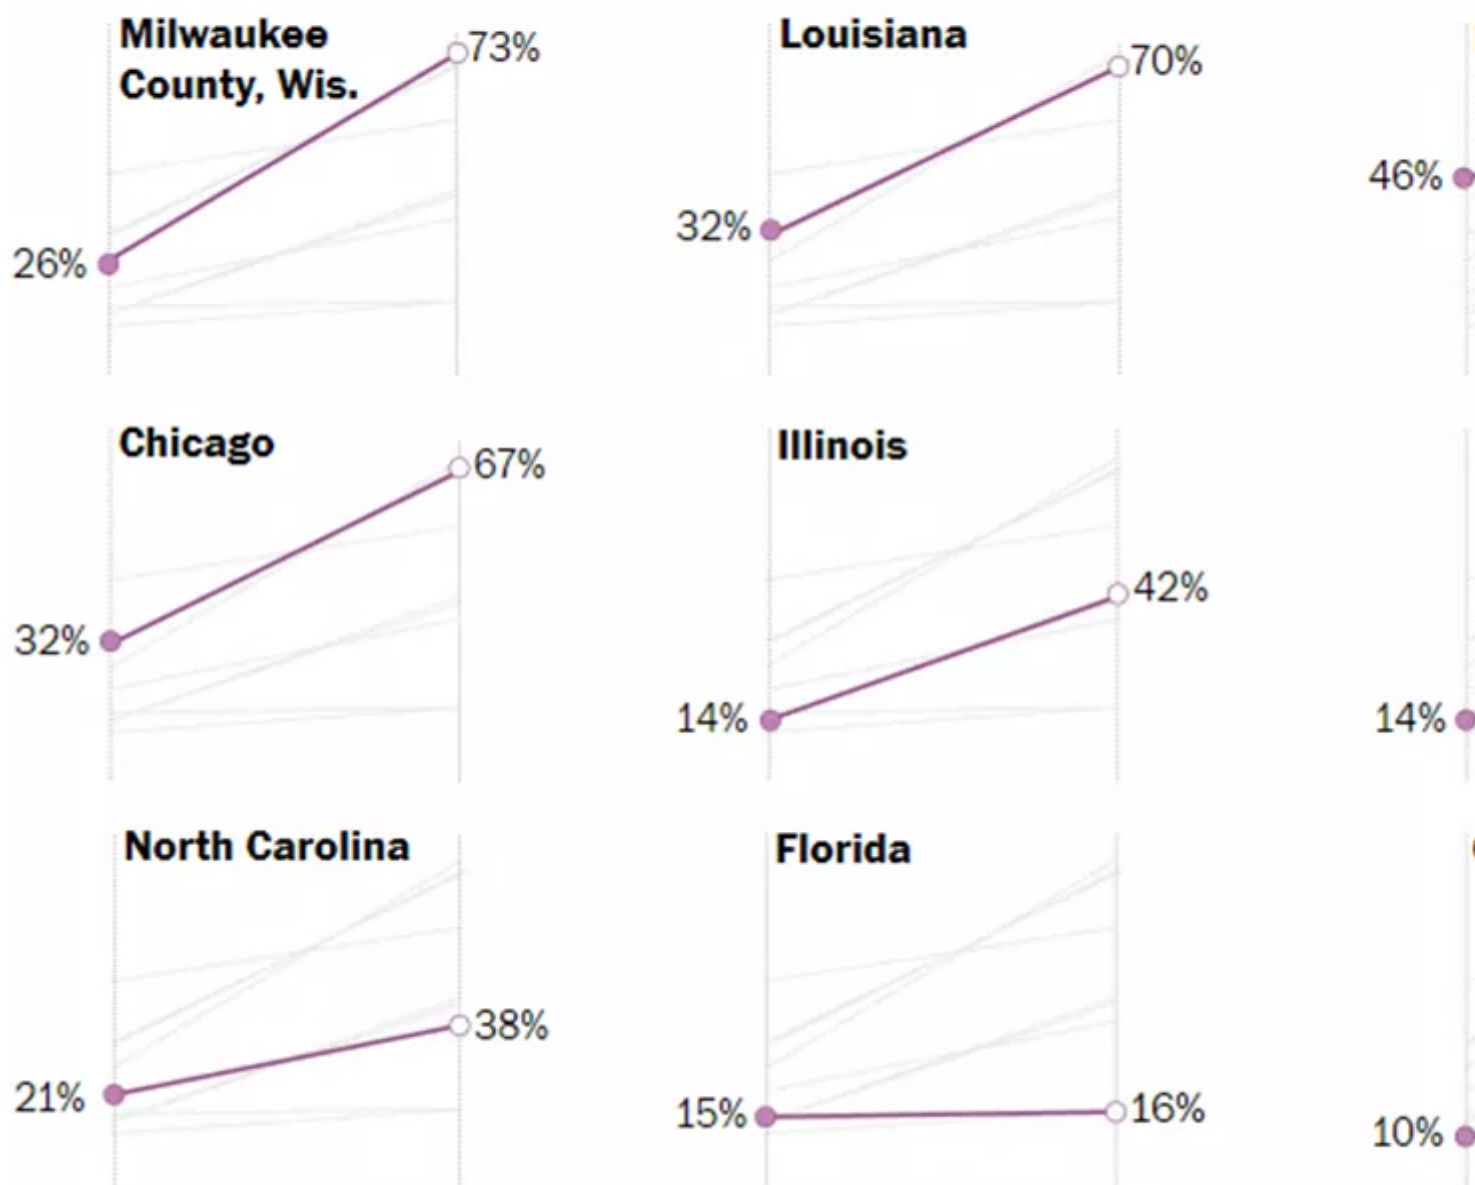 Milwaukee
County, Wis.
73%
26%
Louisiana
70%
32%
46%
Chicago
67%
32%
Illinois
42%
14%
14%
North Carolina
38%
21%
Florida
16%
15%
10%